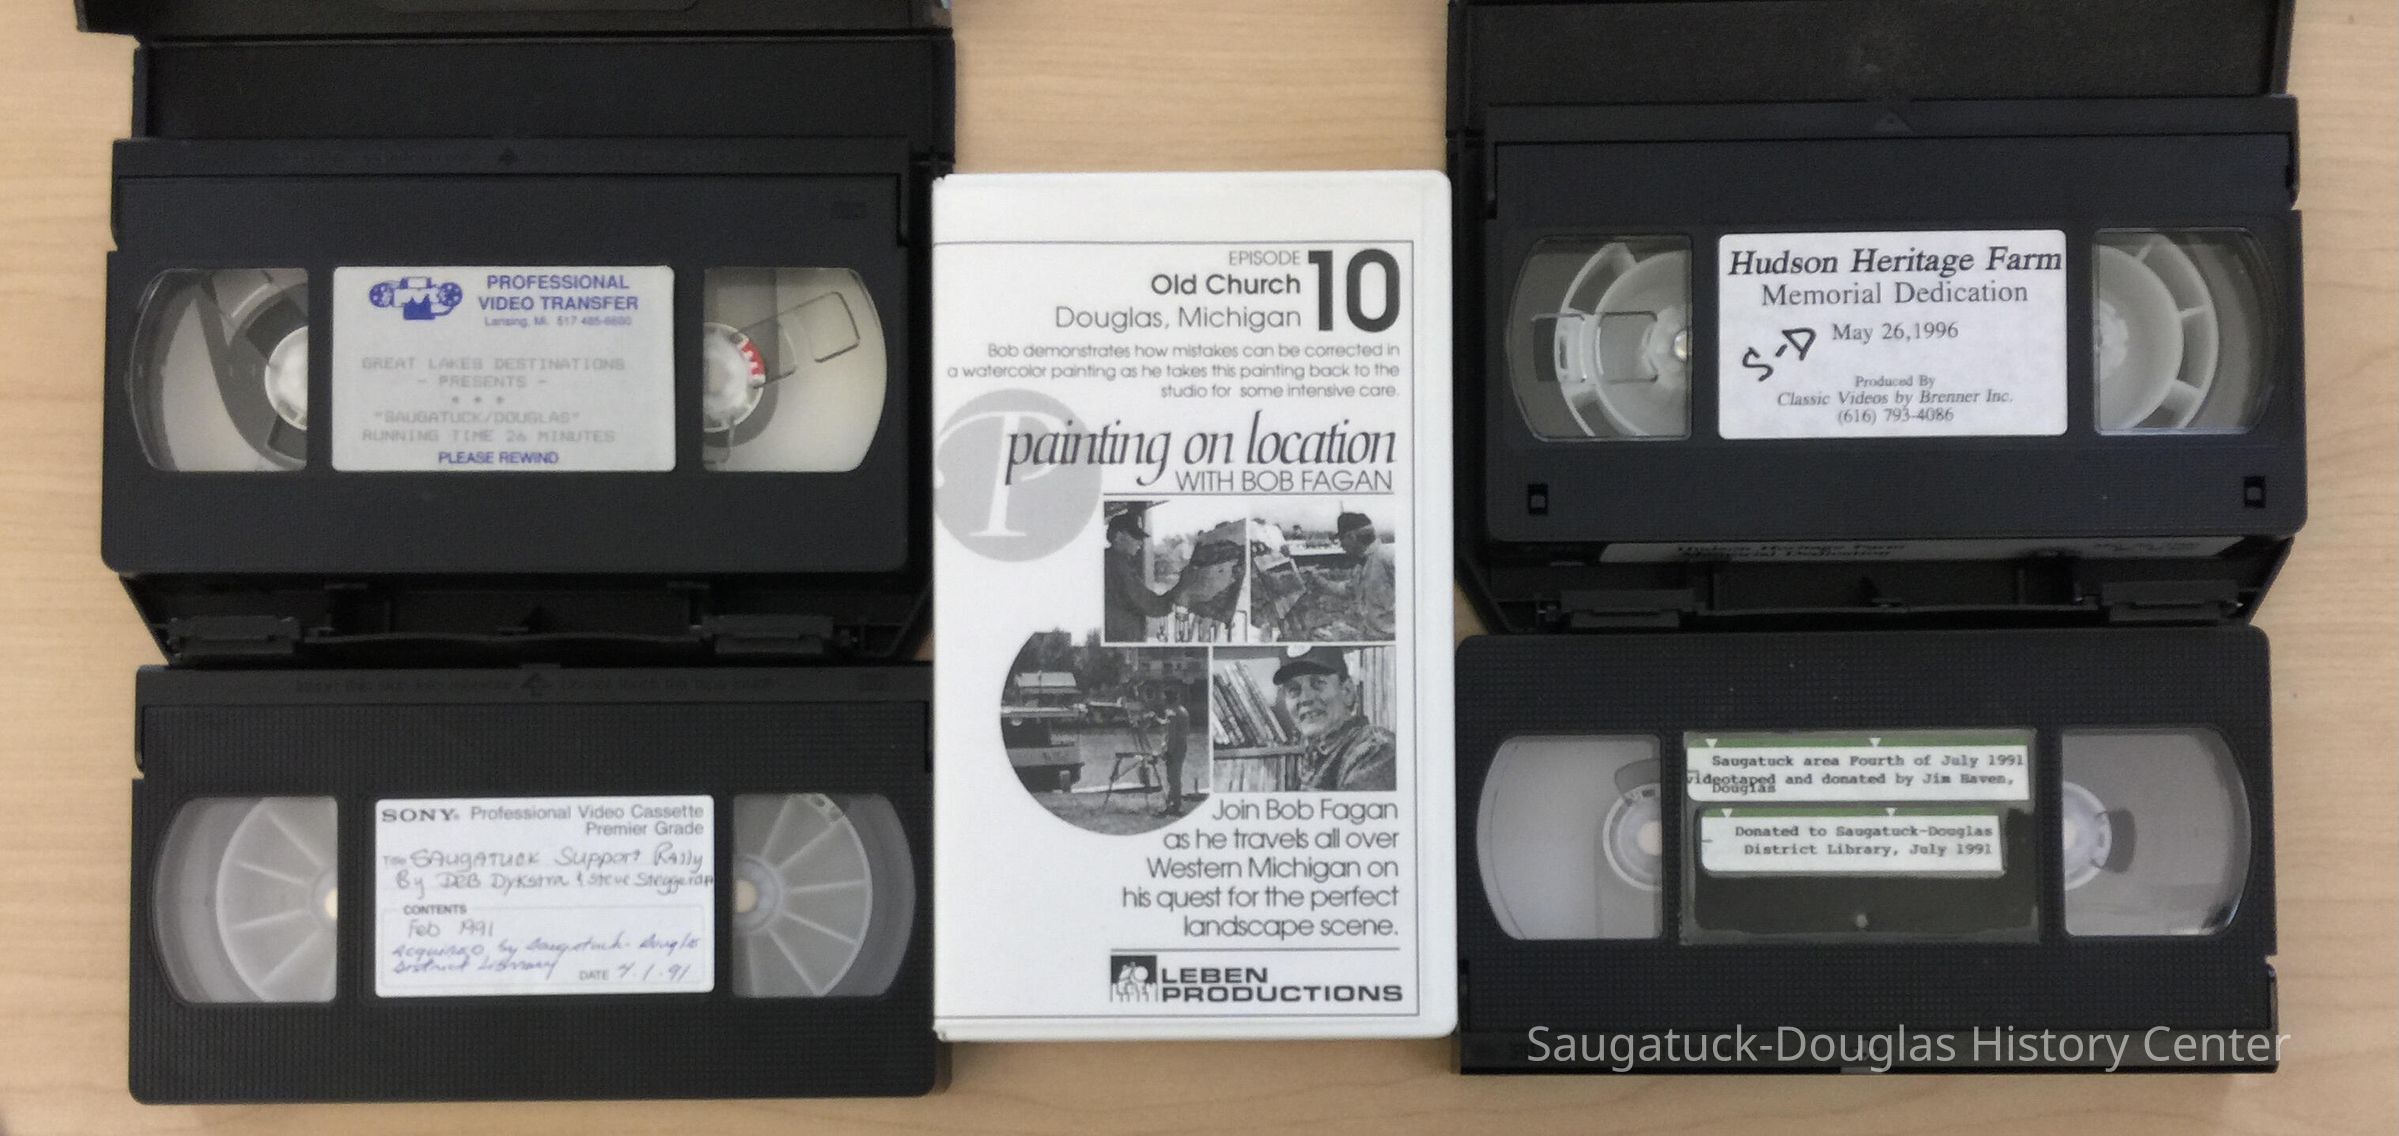 PROFESSIONAL
VIDEO TRANSFER
Lansing, Mi. 517 485-6600
GREAT LAKES DESTINATIONS
- PRESENTS -
* * *
"SAUGATUCK/DOUGLAS"
RUNNING TIME 26 MINUTES
PLEASE REWIND
SONY® Professional Video Cassette
Premier Grade
Title SAUGATUCK Support Rally
By DEB Dykstra & Steve
CONTENTS
Feb 1991
Acquired by Saugatuck-Douglas
District Library
DATE 7.1.91
EPISODE 10
Old Church
Douglas, Michigan
Bob demonstrates how mistakes can be corrected in
a watercolor painting as he takes this painting back to the
studio for some intensive care.
P
painting on location
WITH BOB FAGAN
Join Bob Fagan
as he travels all over
Western Michigan on
his quest for the perfect
landscape scene.
LEBEN
PRODUCTIONS
Hudson Heritage Farm
Memorial Dedication
May 26,1996
S-D
Produced By
Classic Videos by Brenner Inc.
(616) 793-4086
Hudson Heritage Farm
Memorial Dedication
Saugatuck area Fourth of July 1991
videotaped and donated by Jim Haven,
Douglas
Donated to Saugatuck-Douglas
District Library, July 1991
Saugatuck-Douglas History Center